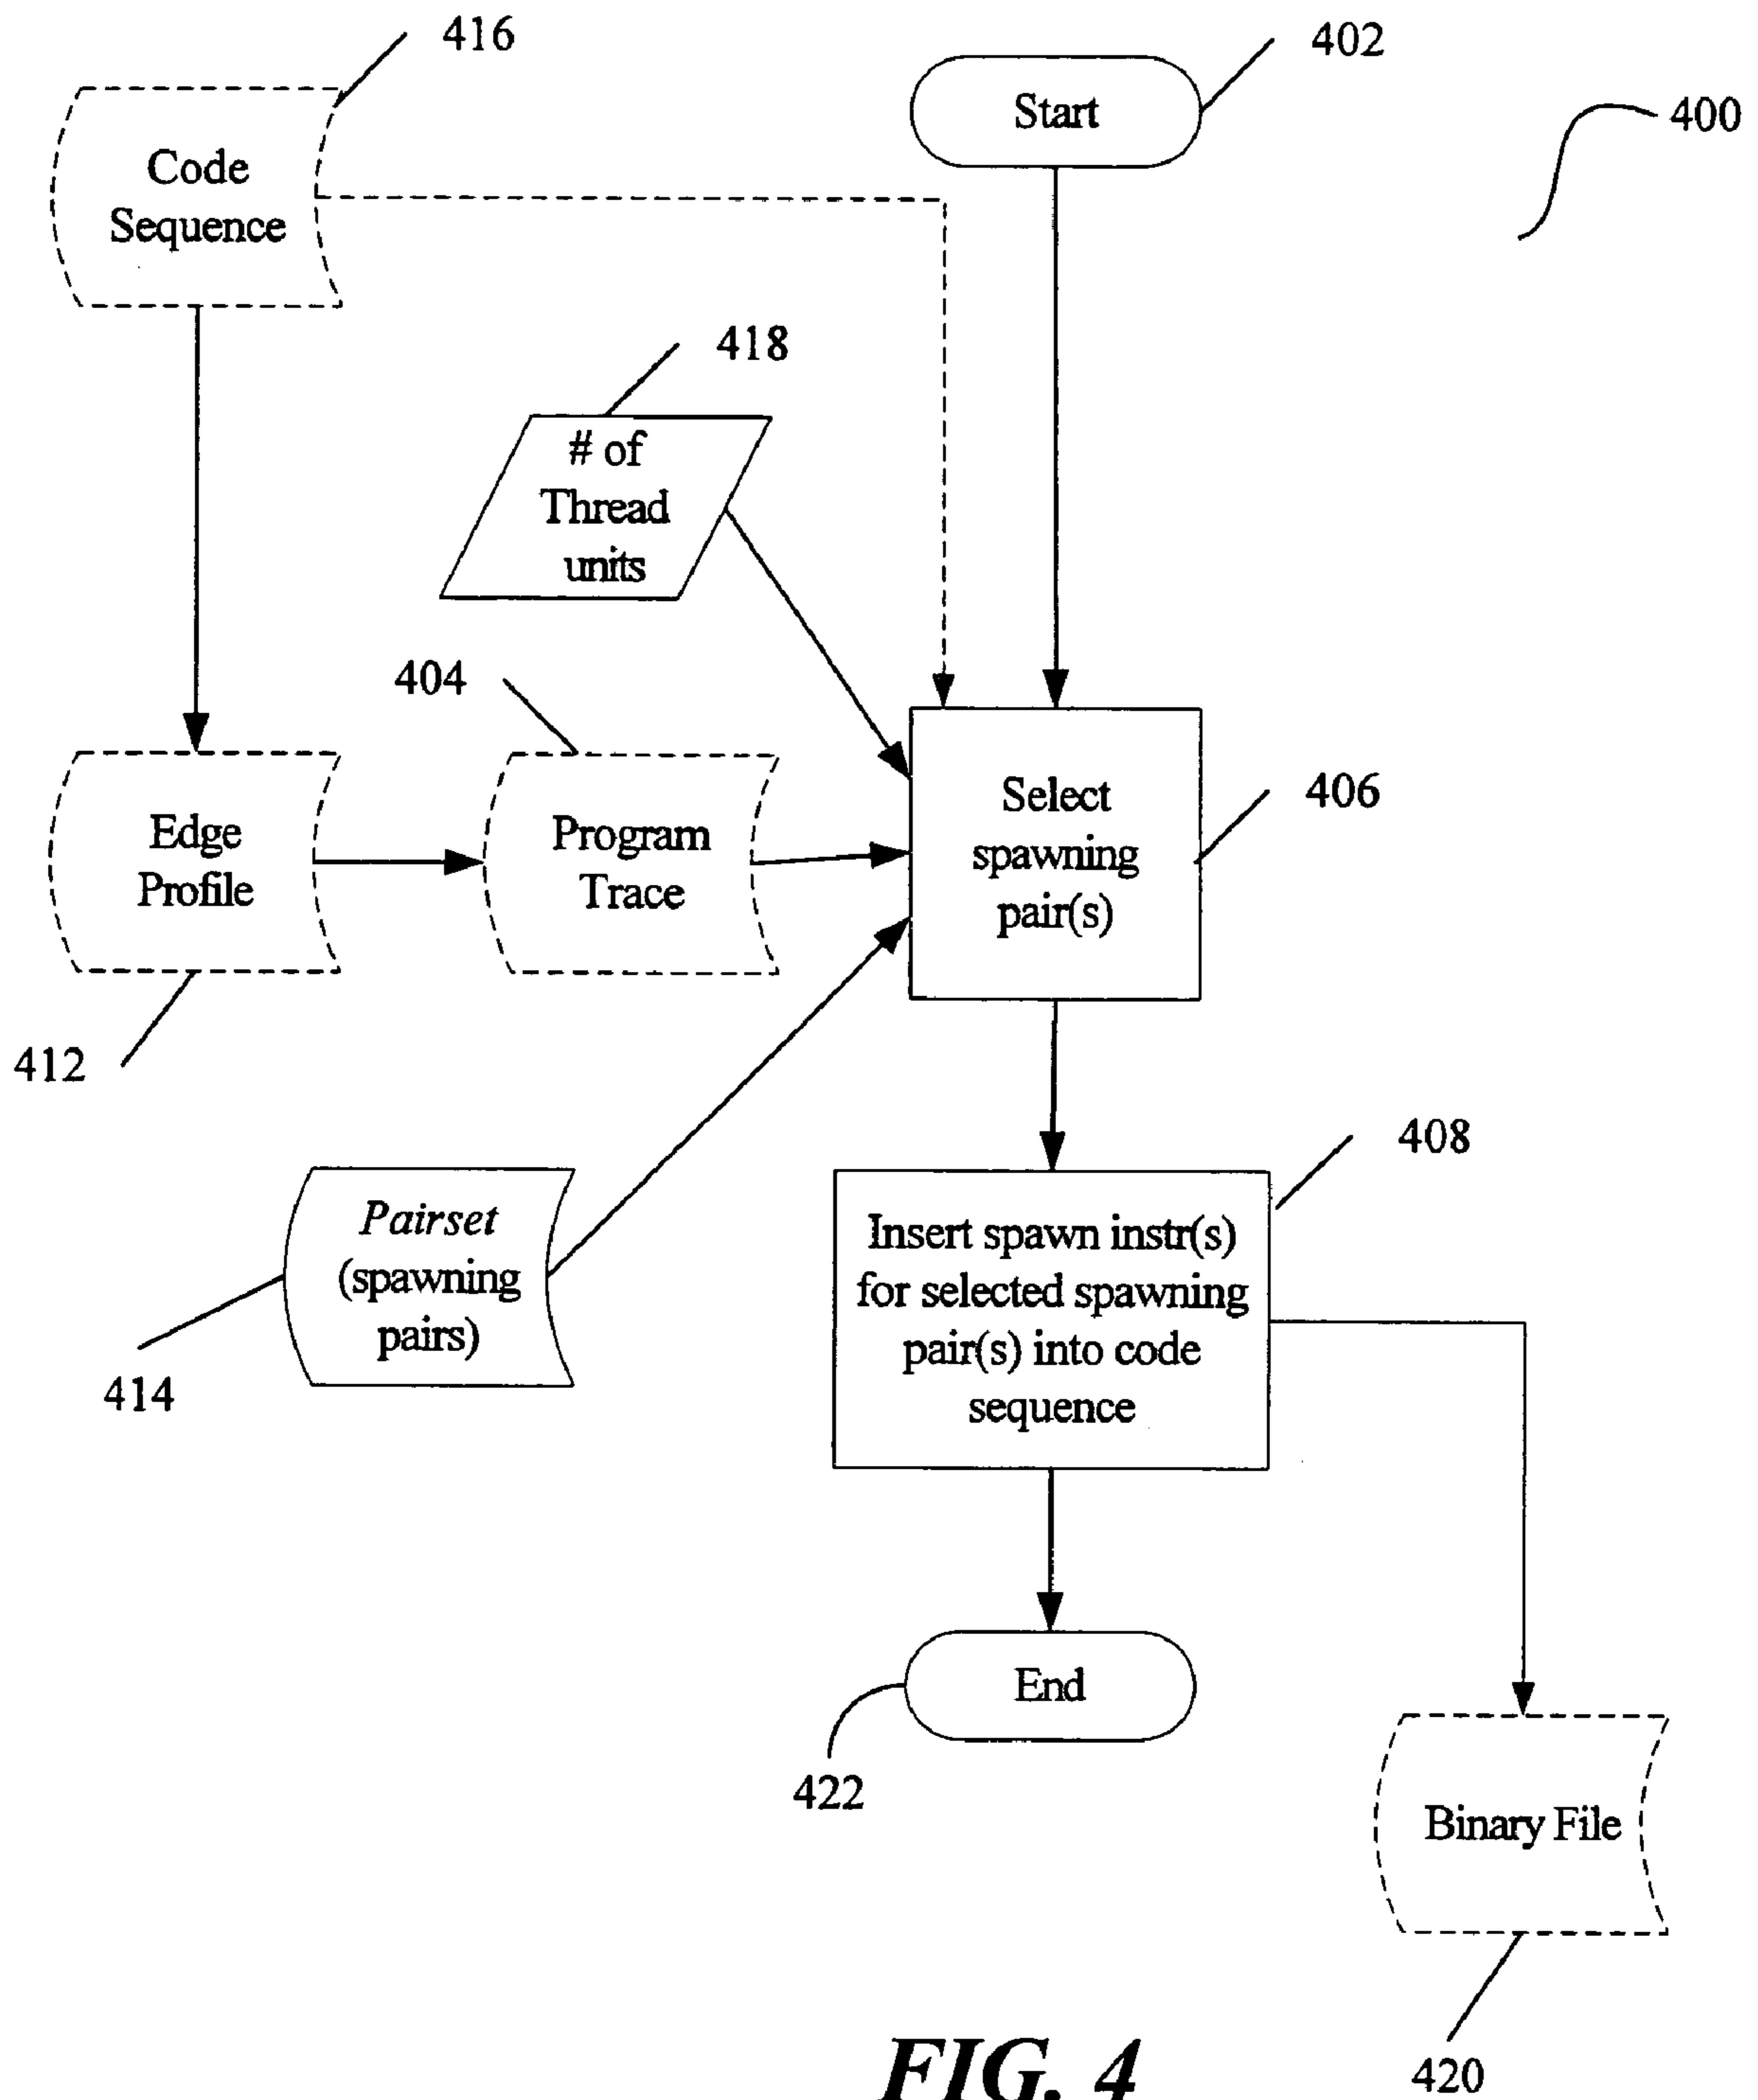 416
402
400
Start
Code
Sequence
418
# of
Thread
units
404
406
Edge
Profile
Program
Trace
Select
spawning
pair(s)
412
408
Pairset
(spawning
pairs)
Insert spawn instr(s)
for selected spawning
pair(s) into code
sequence
414
End
422
Binary File
420
FIG. 4